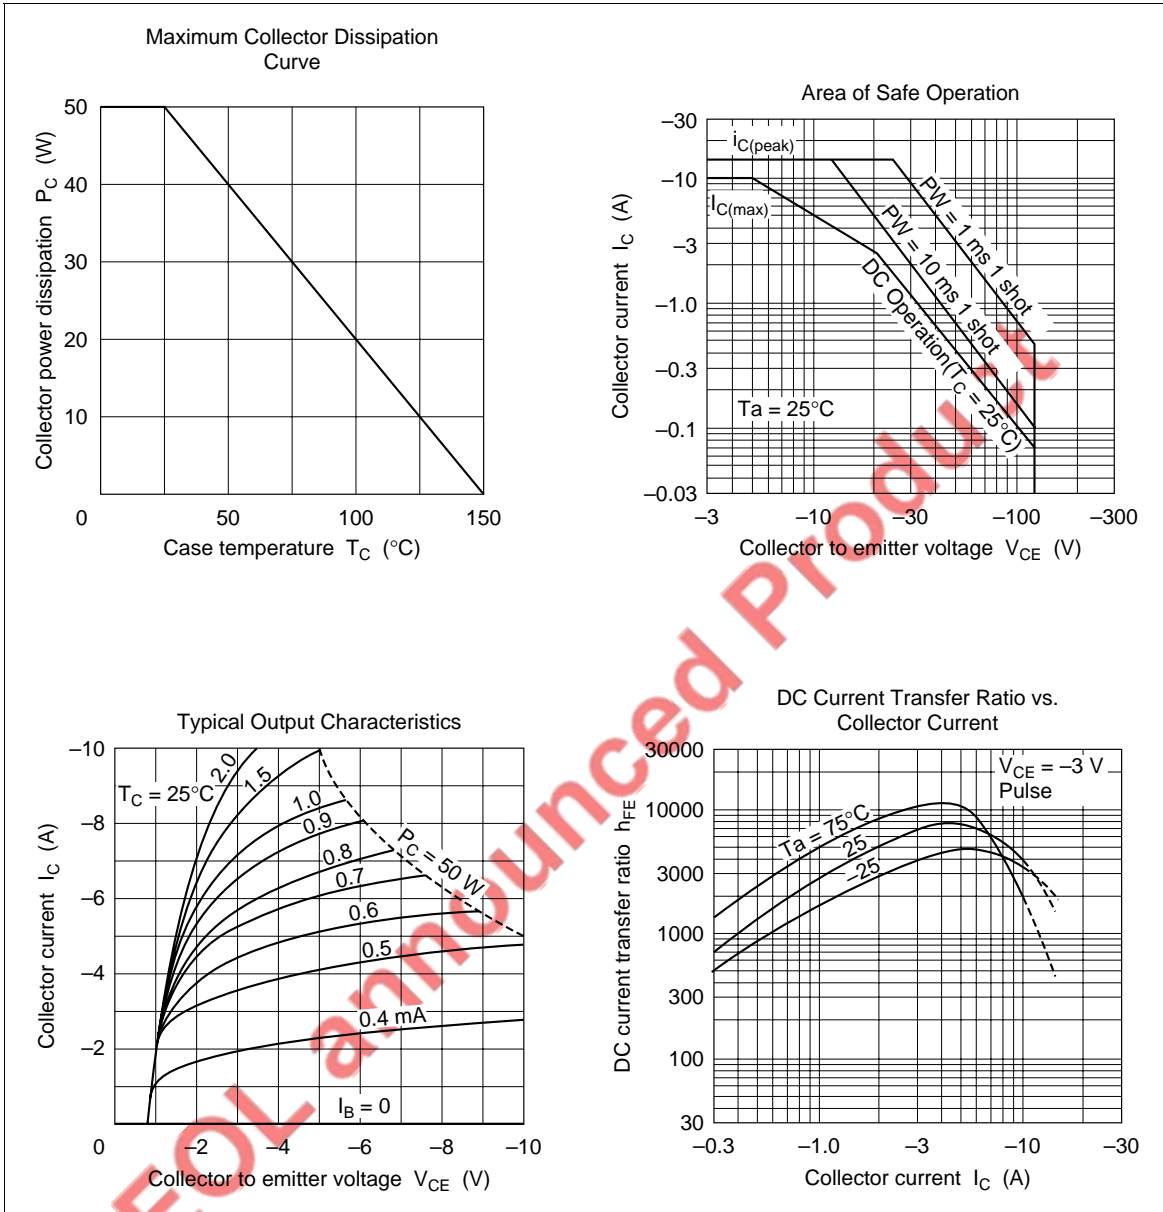 Maximum Collector Dissipation
Curve
50
40
30
20
10
0
50
100
150
Collector power dissipation P_C (W)
Case temperature T_C (°C)
Area of Safe Operation
–30
–10
–3
–1.0
–0.3
–0.1
–0.03
–3
–10
–30
–100
–300
Collector current I_C (A)
Collector to emitter voltage V_CE (V)
i_C(peak)
I_C(max)
PW = 1 ms 1 shot
PW = 10 ms 1 shot
DC Operation(T_C = 25°C)
Ta = 25°C
Typical Output Characteristics
–10
–8
–6
–4
–2
0
–2
–4
–6
–8
–10
Collector current I_C (A)
Collector to emitter voltage V_CE (V)
T_C = 25°C
2.0
1.5
1.0
0.9
0.8
0.7
0.6
0.5
0.4 mA
I_B = 0
P_C = 50 W
DC Current Transfer Ratio vs.
Collector Current
30000
10000
3000
1000
300
100
30
–0.3
–1.0
–3
–10
–30
DC current transfer ratio h_FE
Collector current I_C (A)
V_CE = –3 V
Pulse
Ta = 75°C
25
–25
EOL announced Product